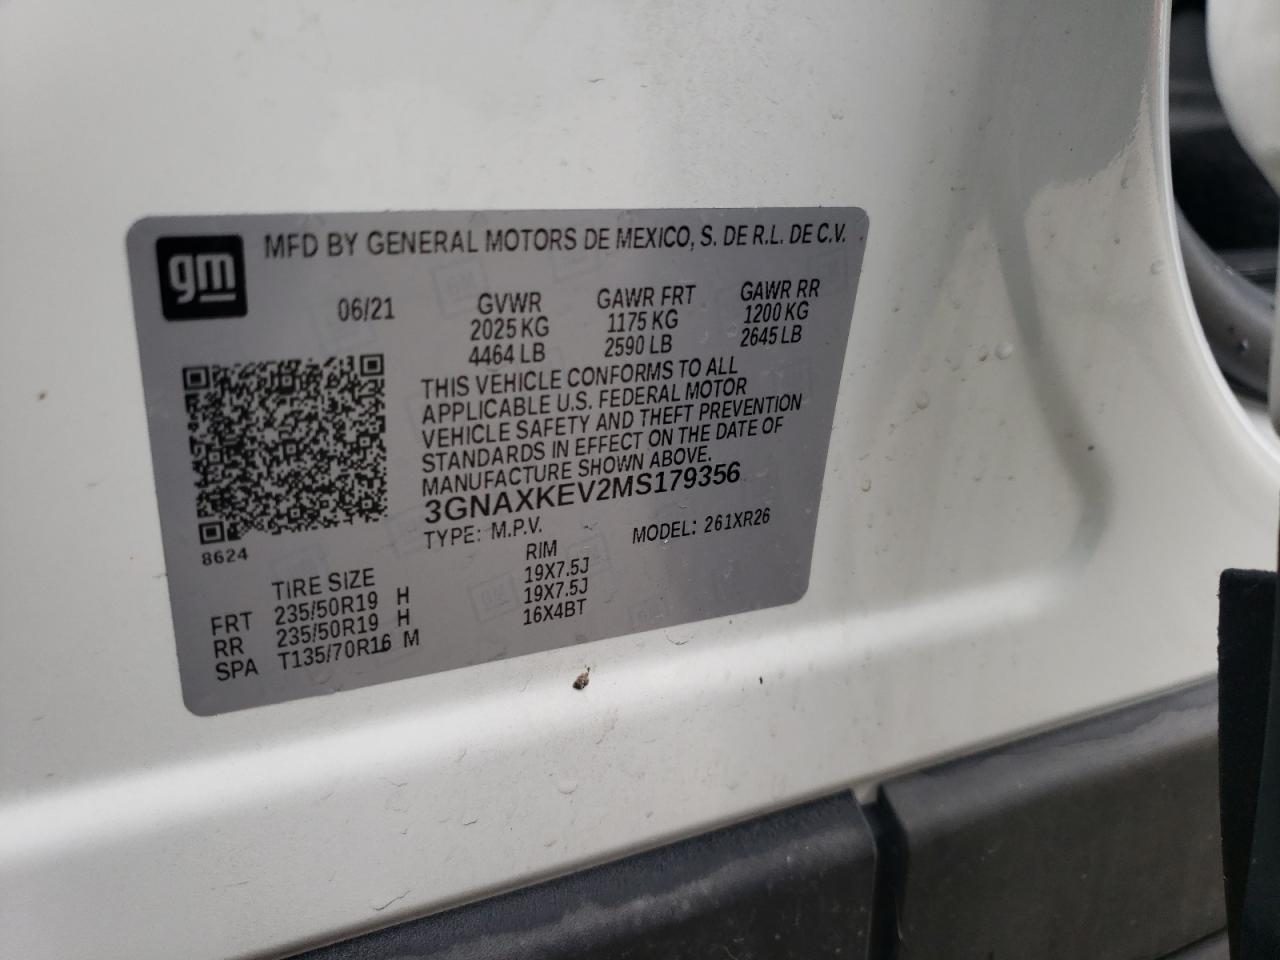 gm
MFD BY GENERAL MOTORS DE MEXICO, S. DE R.L. DE C.V.
06/21 GVWR GAWR FRT GAWR RR
2025 KG 1175 KG 1200 KG
4464 LB 2590 LB 2645 LB
THIS VEHICLE CONFORMS TO ALL
APPLICABLE U.S. FEDERAL MOTOR
VEHICLE SAFETY AND THEFT PREVENTION
STANDARDS IN EFFECT ON THE DATE OF
MANUFACTURE SHOWN ABOVE.
3GNAXKEV2MS179356
TYPE: M.P.V. MODEL: 261XR26
8624
TIRE SIZE RIM
FRT 235/50R19 H 19X7.5J
RR 235/50R19 H 19X7.5J
SPA T135/70R16 M 16X4BT